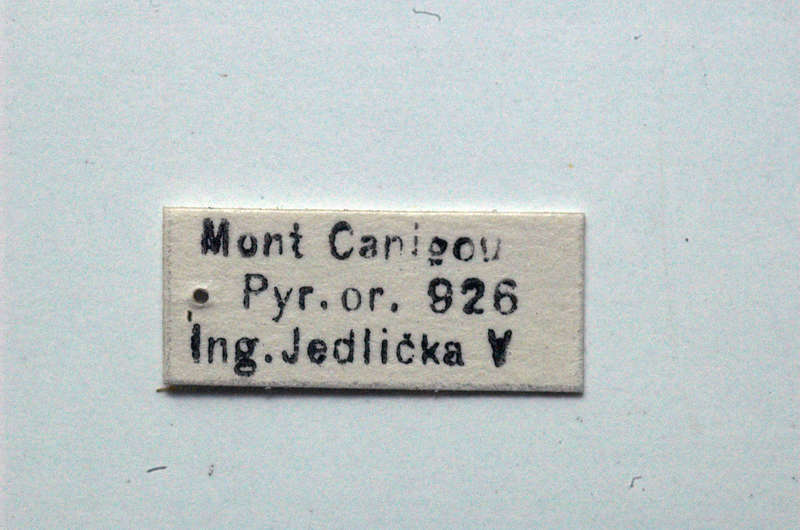 Mont Canigou
Pyr. or. 926
Ing. Jedlička V